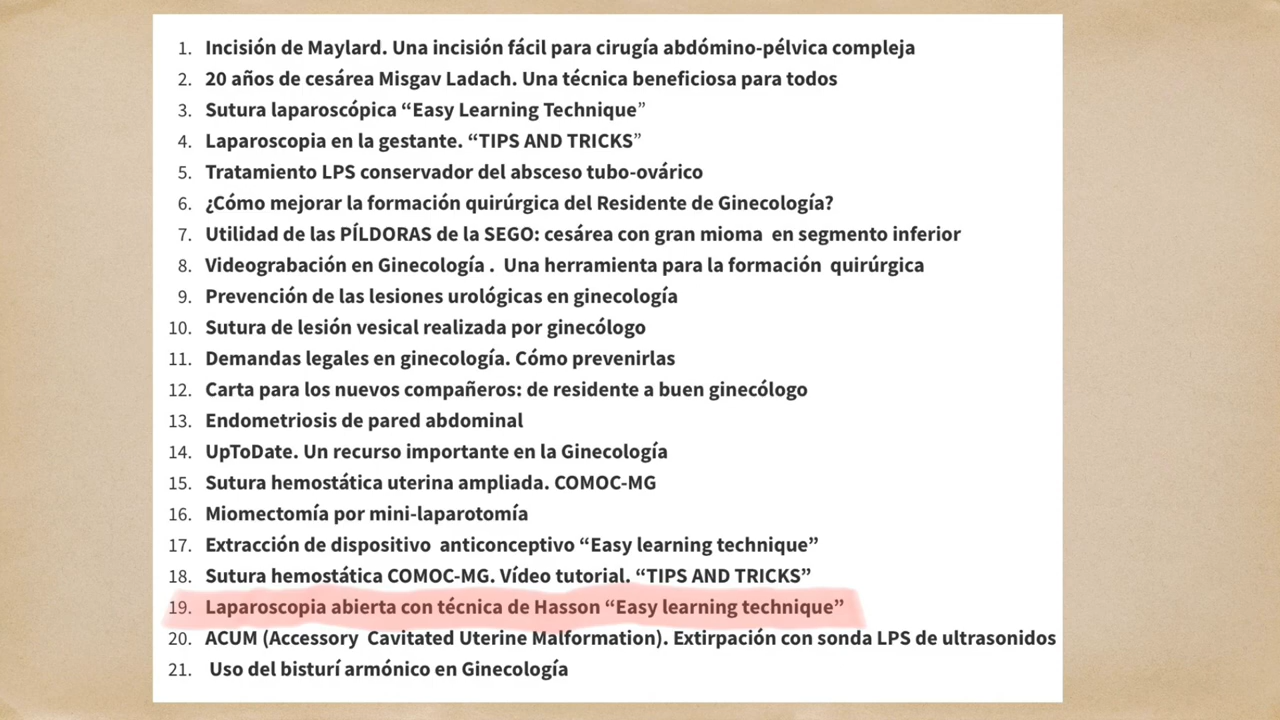 1. Incisión de Maylard. Una incisión fácil para cirugía abdómino-pélvica compleja
2. 20 años de cesárea Misgav Ladach. Una técnica beneficiosa para todos
3. Sutura laparoscópica “Easy Learning Technique”
4. Laparoscopia en la gestante. “TIPS AND TRICKS”
5. Tratamiento LPS conservador del absceso tubo-ovárico
6. ¿Cómo mejorar la formación quirúrgica del Residente de Ginecología?
7. Utilidad de las PÍLDORAS de la SEGO: cesárea con gran mioma en segmento inferior
8. Videograbación en Ginecología . Una herramienta para la formación quirúrgica
9. Prevención de las lesiones urológicas en ginecología
10. Sutura de lesión vesical realizada por ginecólogo
11. Demandas legales en ginecología. Cómo prevenirlas
12. Carta para los nuevos compañeros: de residente a buen ginecólogo
13. Endometriosis de pared abdominal
14. UpToDate. Un recurso importante en la Ginecología
15. Sutura hemostática uterina ampliada. COMOC-MG
16. Miomectomía por mini-laparotomía
17. Extracción de dispositivo anticonceptivo “Easy learning technique”
18. Sutura hemostática COMOC-MG. Vídeo tutorial. “TIPS AND TRICKS”
19. Laparoscopia abierta con técnica de Hasson “Easy learning technique”
20. ACUM (Accessory Cavitated Uterine Malformation). Extirpación con sonda LPS de ultrasonidos
21. Uso del bisturí armónico en Ginecología